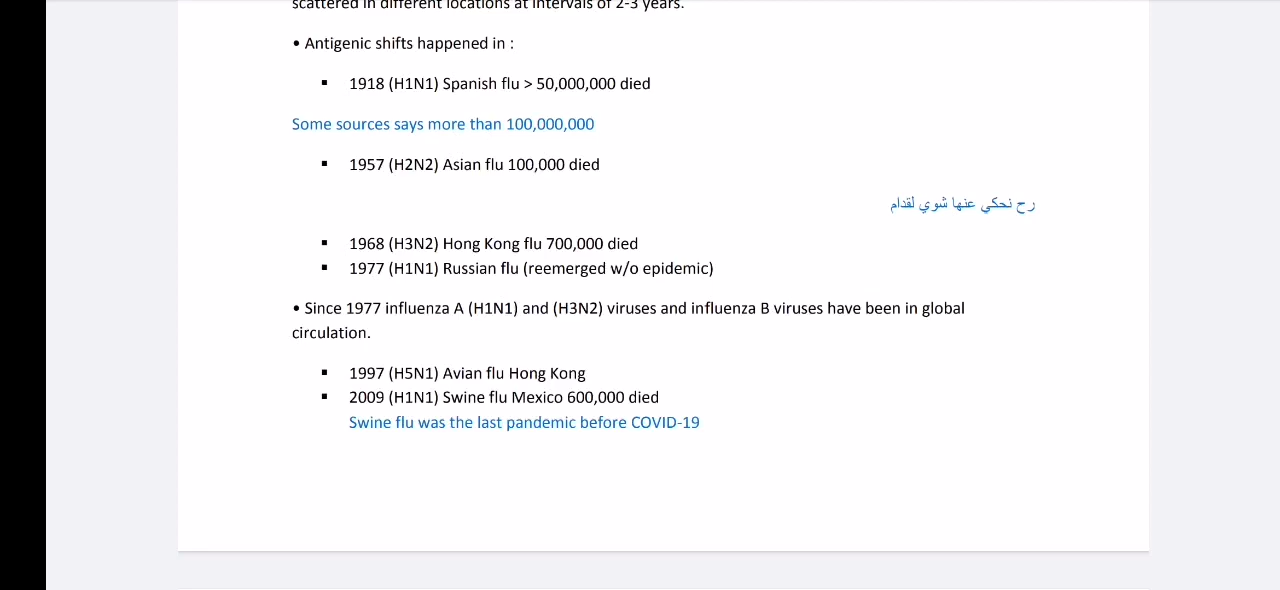 scattered in different locations at intervals of 2-3 years.
• Antigenic shifts happened in :
▪ 1918 (H1N1) Spanish flu > 50,000,000 died
Some sources says more than 100,000,000
▪ 1957 (H2N2) Asian flu 100,000 died
رح نحكي عنها شوي لقدام
▪ 1968 (H3N2) Hong Kong flu 700,000 died
▪ 1977 (H1N1) Russian flu (reemerged w/o epidemic)
• Since 1977 influenza A (H1N1) and (H3N2) viruses and influenza B viruses have been in global
circulation.
▪ 1997 (H5N1) Avian flu Hong Kong
▪ 2009 (H1N1) Swine flu Mexico 600,000 died
Swine flu was the last pandemic before COVID-19